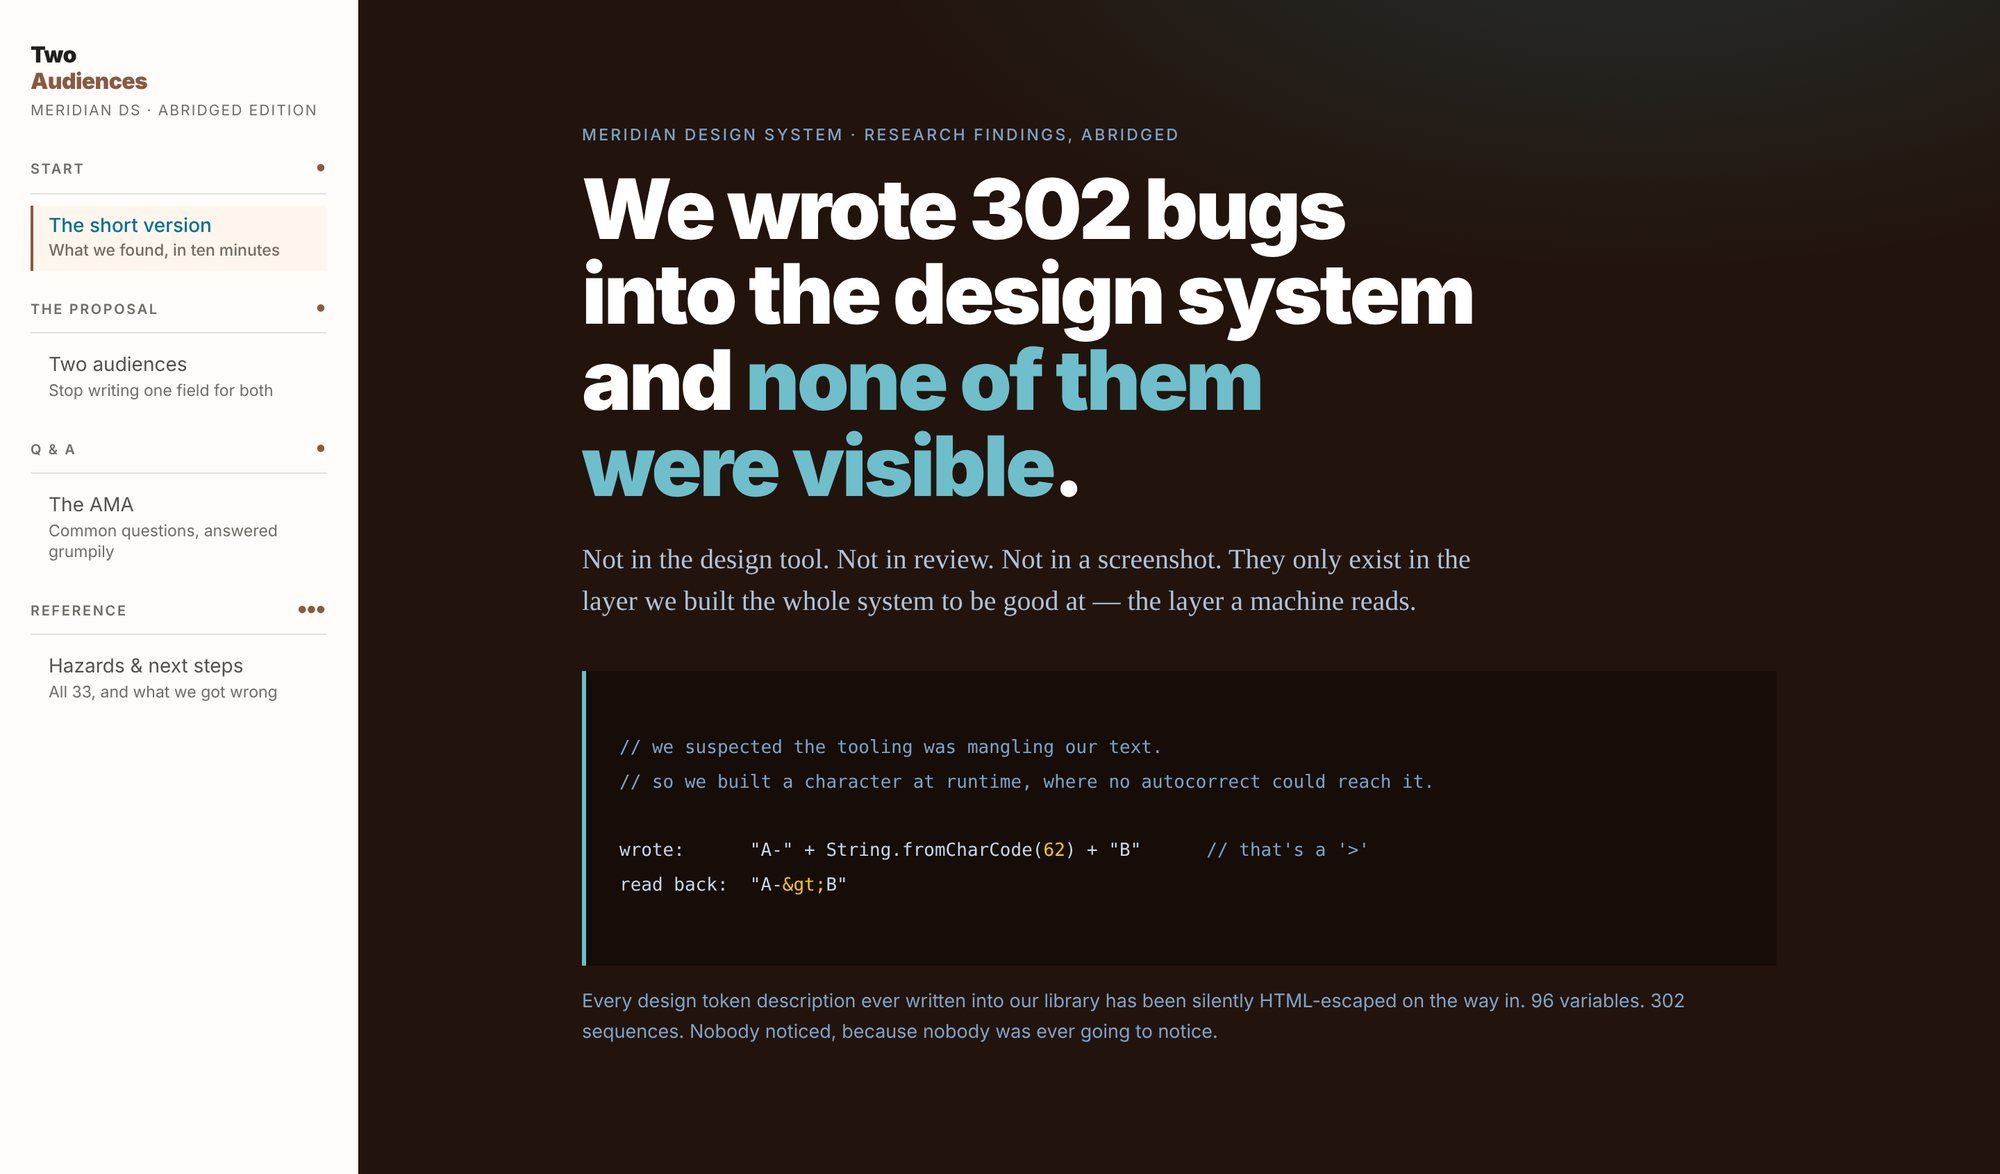 Two
Audiences
MERIDIAN DS · ABRIDGED EDITION
START
The short version
What we found, in ten minutes
THE PROPOSAL
Two audiences
Stop writing one field for both
Q & A
The AMA
Common questions, answered
grumpily
REFERENCE
Hazards & next steps
All 33, and what we got wrong
MERIDIAN DESIGN SYSTEM · RESEARCH FINDINGS, ABRIDGED
We wrote 302 bugs
into the design system
and none of them
were visible.
Not in the design tool. Not in review. Not in a screenshot. They only exist in the
layer we built the whole system to be good at — the layer a machine reads.
// we suspected the tooling was mangling our text.
// so we built a character at runtime, where no autocorrect could reach it.
wrote:      "A-" + String.fromCharCode(62) + "B"      // that's a '>'
read back:  "A-&gt;B"
Every design token description ever written into our library has been silently HTML-escaped on the way in. 96 variables. 302
sequences. Nobody noticed, because nobody was ever going to notice.